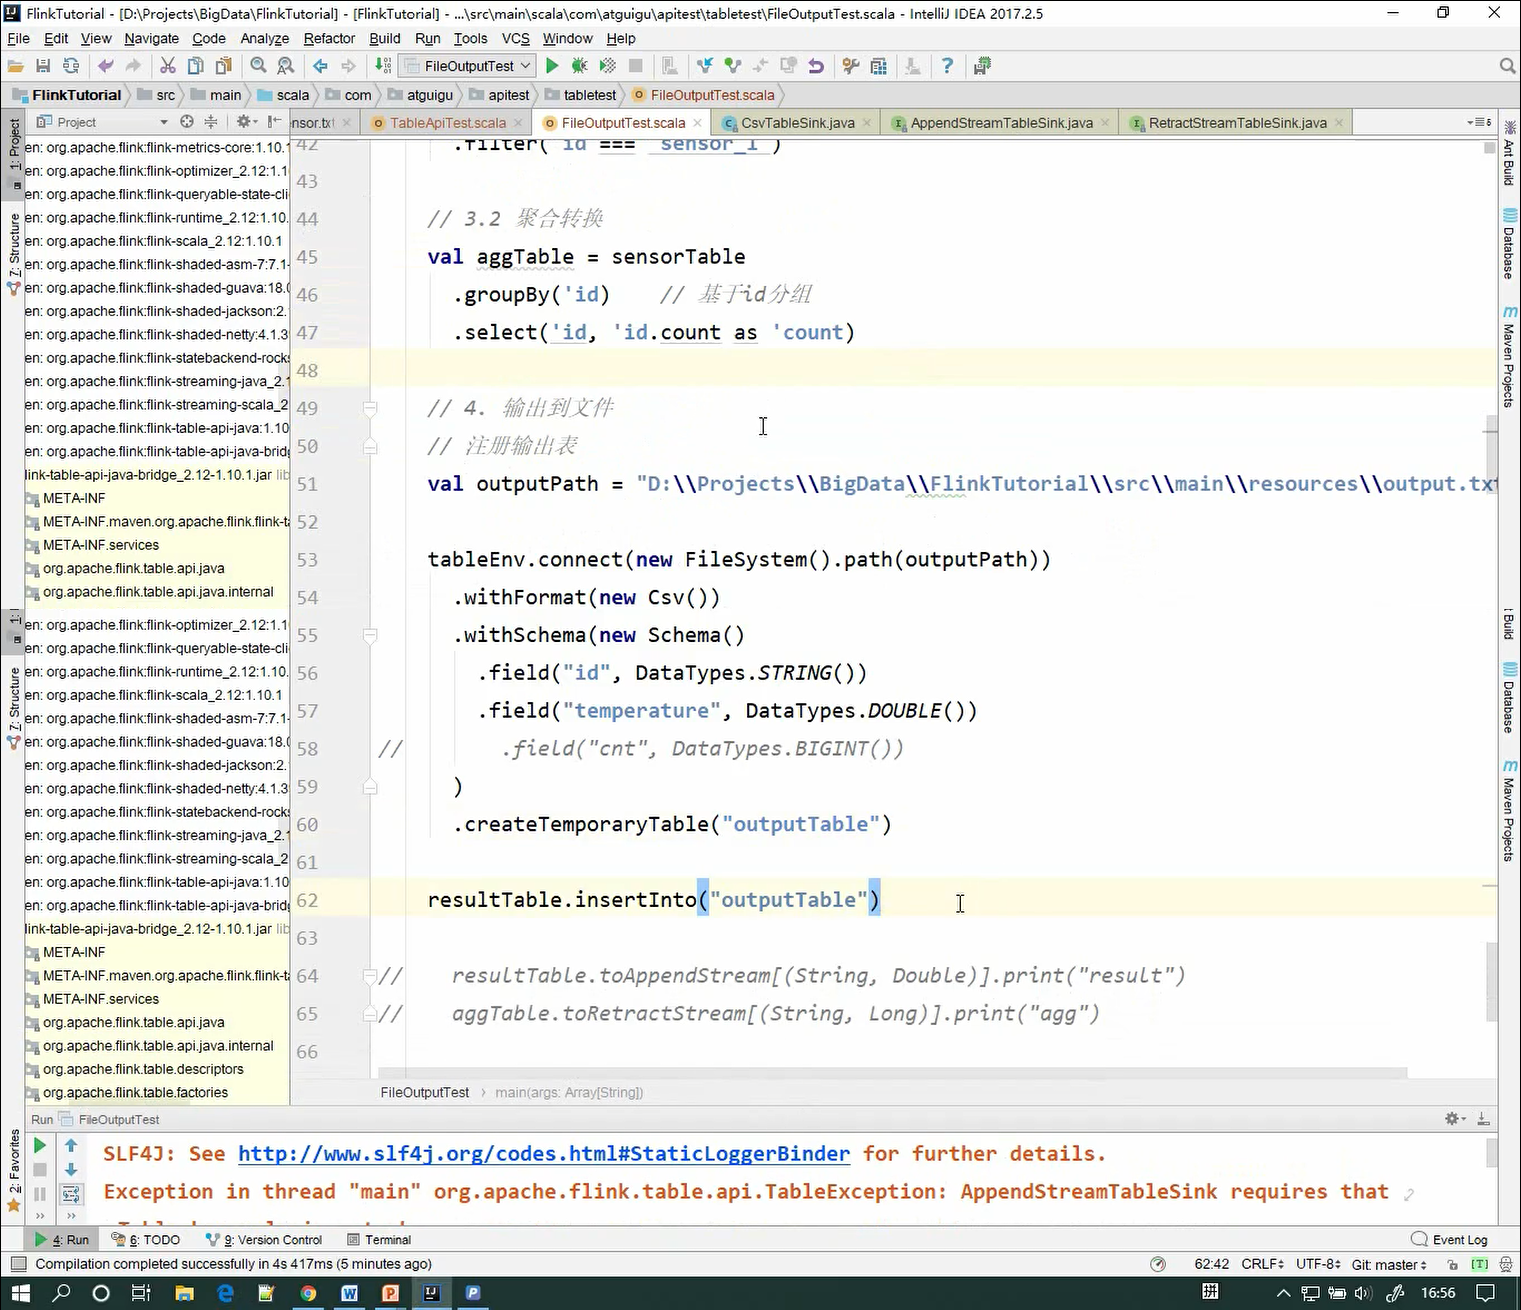 FlinkTutorial - [D:\Projects\BigData\FlinkTutorial] - [FlinkTutorial] - ...\src\main\scala\com\atguigu\apitest\tabletest\FileOutputTest.scala - IntelliJ IDEA 2017.2.5
File Edit View Navigate Code Analyze Refactor Build Run Tools VCS Window Help
FileOutputTest
FlinkTutorial src main scala com atguigu apitest tabletest FileOutputTest.scala
Project
nsor.txt TableApiTest.scala FileOutputTest.scala CsvTableSink.java AppendStreamTableSink.java RetractStreamTableSink.java
1: Project
7: Structure
1:
7: Structure
2: Favorites
en: org.apache.flink:flink-metrics-core:1.10.1
en: org.apache.flink:flink-optimizer_2.12:1.1
en: org.apache.flink:flink-queryable-state-cli
en: org.apache.flink:flink-runtime_2.12:1.10.
en: org.apache.flink:flink-scala_2.12:1.10.1
en: org.apache.flink:flink-shaded-asm-7:7.1-
en: org.apache.flink:flink-shaded-guava:18.0
en: org.apache.flink:flink-shaded-jackson:2.
en: org.apache.flink:flink-shaded-netty:4.1.3
en: org.apache.flink:flink-statebackend-rocks
en: org.apache.flink:flink-streaming-java_2.1
en: org.apache.flink:flink-streaming-scala_2
en: org.apache.flink:flink-table-api-java:1.10
en: org.apache.flink:flink-table-api-java-bridg
link-table-api-java-bridge_2.12-1.10.1.jar lib
META-INF
META-INF.maven.org.apache.flink.flink-ta
META-INF.services
org.apache.flink.table.api.java
org.apache.flink.table.api.java.internal
en: org.apache.flink:flink-optimizer_2.12:1.1
en: org.apache.flink:flink-queryable-state-cli
en: org.apache.flink:flink-runtime_2.12:1.10.
en: org.apache.flink:flink-scala_2.12:1.10.1
en: org.apache.flink:flink-shaded-asm-7:7.1-
en: org.apache.flink:flink-shaded-guava:18.0
en: org.apache.flink:flink-shaded-jackson:2.
en: org.apache.flink:flink-shaded-netty:4.1.3
en: org.apache.flink:flink-statebackend-rocks
en: org.apache.flink:flink-streaming-java_2.1
en: org.apache.flink:flink-streaming-scala_2
en: org.apache.flink:flink-table-api-java:1.10
en: org.apache.flink:flink-table-api-java-bridg
link-table-api-java-bridge_2.12-1.10.1.jar lib
META-INF
META-INF.maven.org.apache.flink.flink-ta
META-INF.services
org.apache.flink.table.api.java
org.apache.flink.table.api.java.internal
org.apache.flink.table.descriptors
org.apache.flink.table.factories
42 .filter( id === sensor_1 )
43
44 // 3.2 聚合转换
45 val aggTable = sensorTable
46 .groupBy('id) // 基于id分组
47 .select('id, 'id.count as 'count)
48
49 // 4. 输出到文件
50 // 注册输出表
51 val outputPath = "D:\\Projects\\BigData\\FlinkTutorial\\src\\main\\resources\\output.txt
52
53 tableEnv.connect(new FileSystem().path(outputPath))
54 .withFormat(new Csv())
55 .withSchema(new Schema()
56 .field("id", DataTypes.STRING())
57 .field("temperature", DataTypes.DOUBLE())
58 // .field("cnt", DataTypes.BIGINT())
59 )
60 .createTemporaryTable("outputTable")
61
62 resultTable.insertInto("outputTable")
63
64 // resultTable.toAppendStream[(String, Double)].print("result")
65 // aggTable.toRetractStream[(String, Long)].print("agg")
66
FileOutputTest › main(args: Array[String])
Ant Build
Database
Maven Projects
Build
Database
Maven Projects
Run FileOutputTest
SLF4J: See http://www.slf4j.org/codes.html#StaticLoggerBinder for further details.
Exception in thread "main" org.apache.flink.table.api.TableException: AppendStreamTableSink requires that
4: Run 6: TODO 9: Version Control Terminal Event Log
Compilation completed successfully in 4s 417ms (5 minutes ago) 62:42 CRLF UTF-8 Git: master [T]
拼 16:56